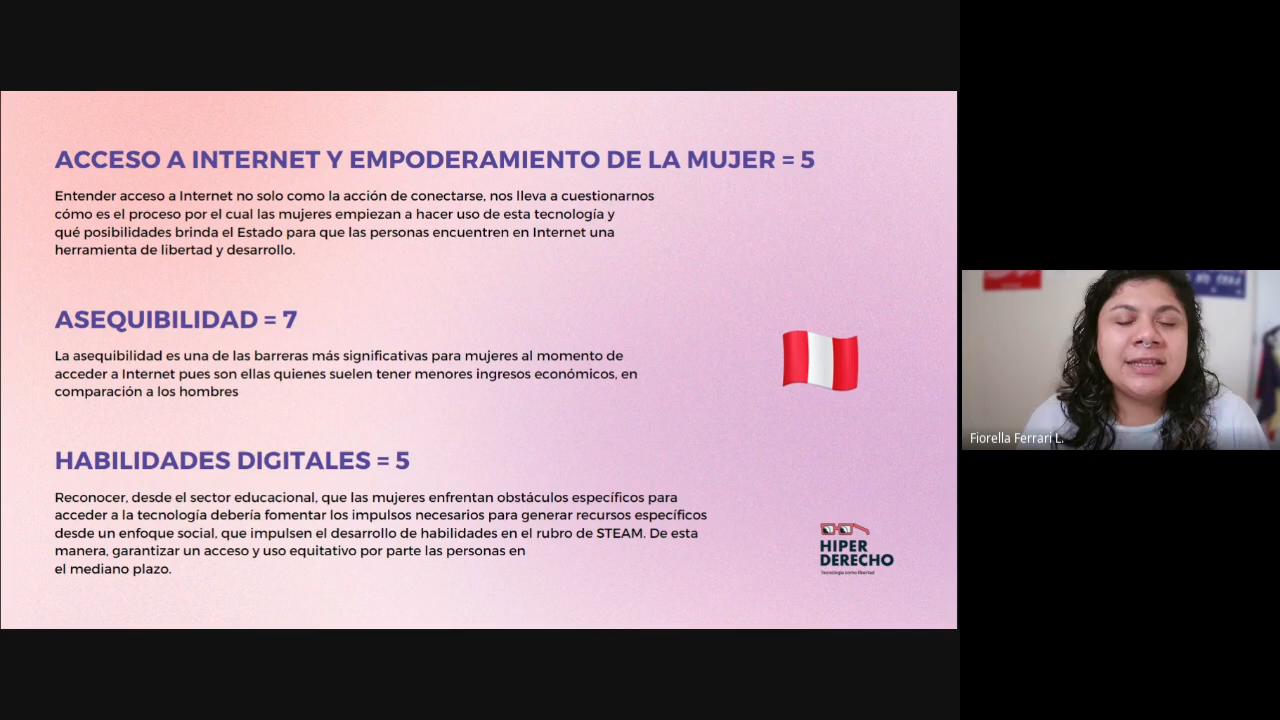 ACCESO A INTERNET Y EMPODERAMIENTO DE LA MUJER = 5
Entender acceso a Internet no solo como la acción de conectarse, nos lleva a cuestionarnos
cómo es el proceso por el cual las mujeres empiezan a hacer uso de esta tecnología y
qué posibilidades brinda el Estado para que las personas encuentren en Internet una
herramienta de libertad y desarrollo.
ASEQUIBILIDAD = 7
La asequibilidad es una de las barreras más significativas para mujeres al momento de
acceder a Internet pues son ellas quienes suelen tener menores ingresos económicos, en
comparación a los hombres
HABILIDADES DIGITALES = 5
Reconocer, desde el sector educacional, que las mujeres enfrentan obstáculos específicos para
acceder a la tecnología debería fomentar los impulsos necesarios para generar recursos específicos
desde un enfoque social, que impulsen el desarrollo de habilidades en el rubro de STEAM. De esta
manera, garantizar un acceso y uso equitativo por parte las personas en
el mediano plazo.
HIPER
DERECHO
Tecnología como libertad
Fiorella Ferrari L.